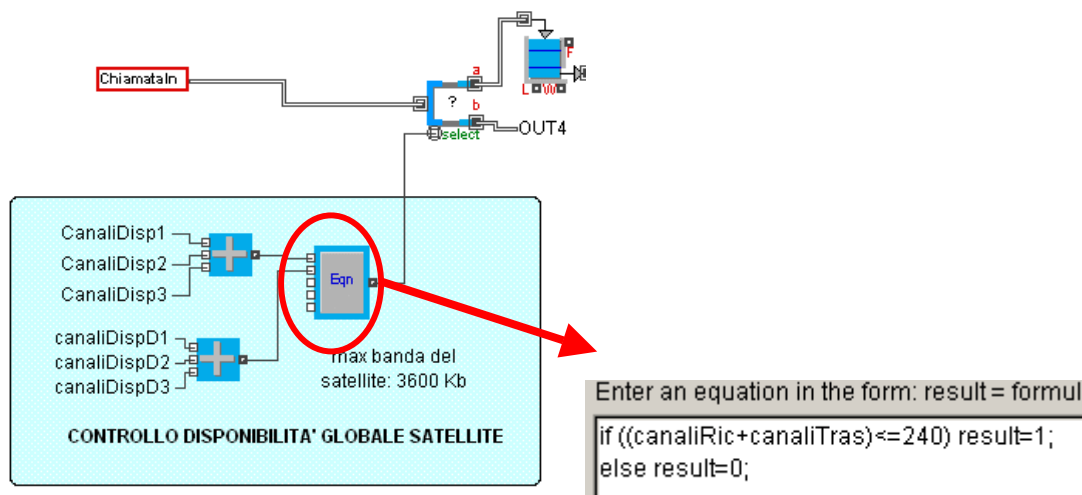 ChiamataIn
a
F
L W
?
b
select
OUT4
CanaliDisp1
CanaliDisp2
CanaliDisp3
Eqn
canaliDispD1
canaliDispD2
canaliDispD3
max banda del
satellite: 3600 Kb
CONTROLLO DISPONIBILITA' GLOBALE SATELLITE
Enter an equation in the form: result = formul
if ((canaliRic+canaliTras)<=240) result=1;
else result=0;